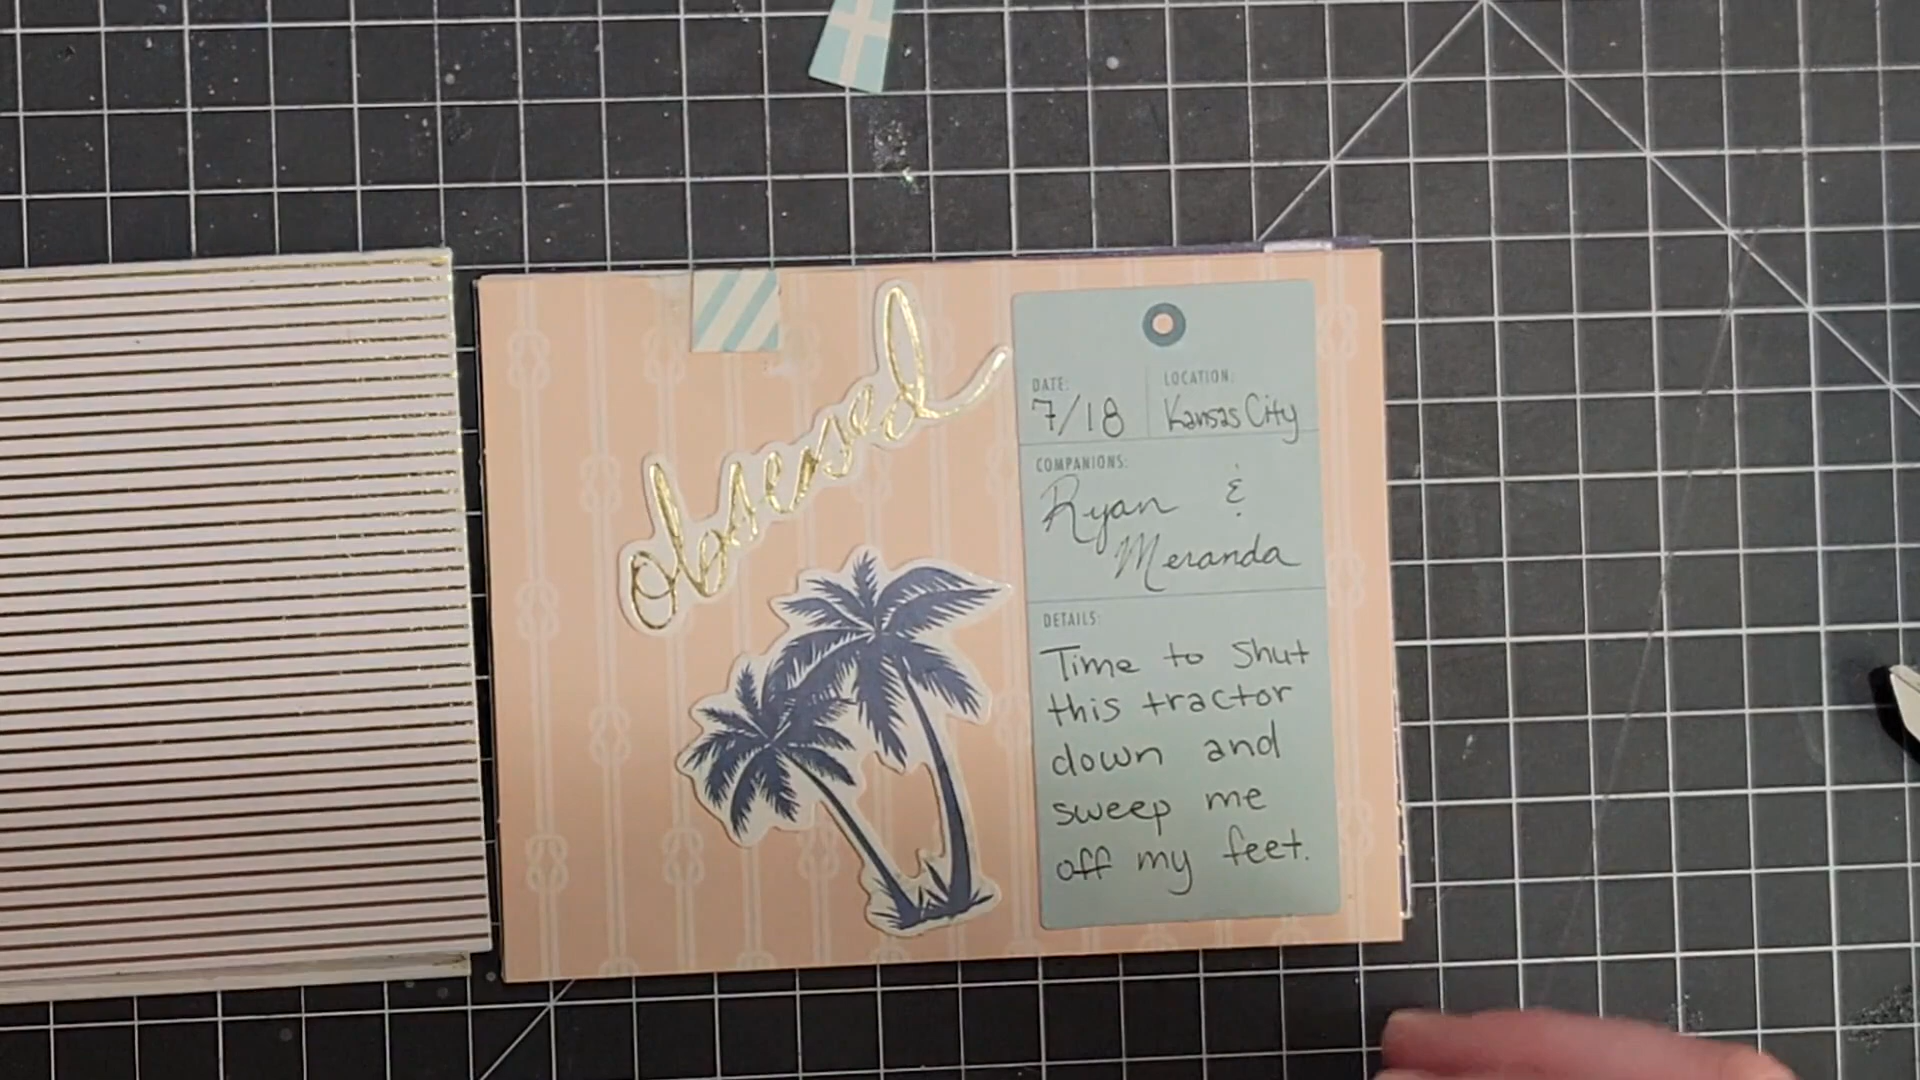 obsessed
DATE: LOCATION:
7/18 Kansas City
COMPANIONS:
Ryan &
Meranda
DETAILS:
Time to shut
this tractor
down and
sweep me
off my feet.